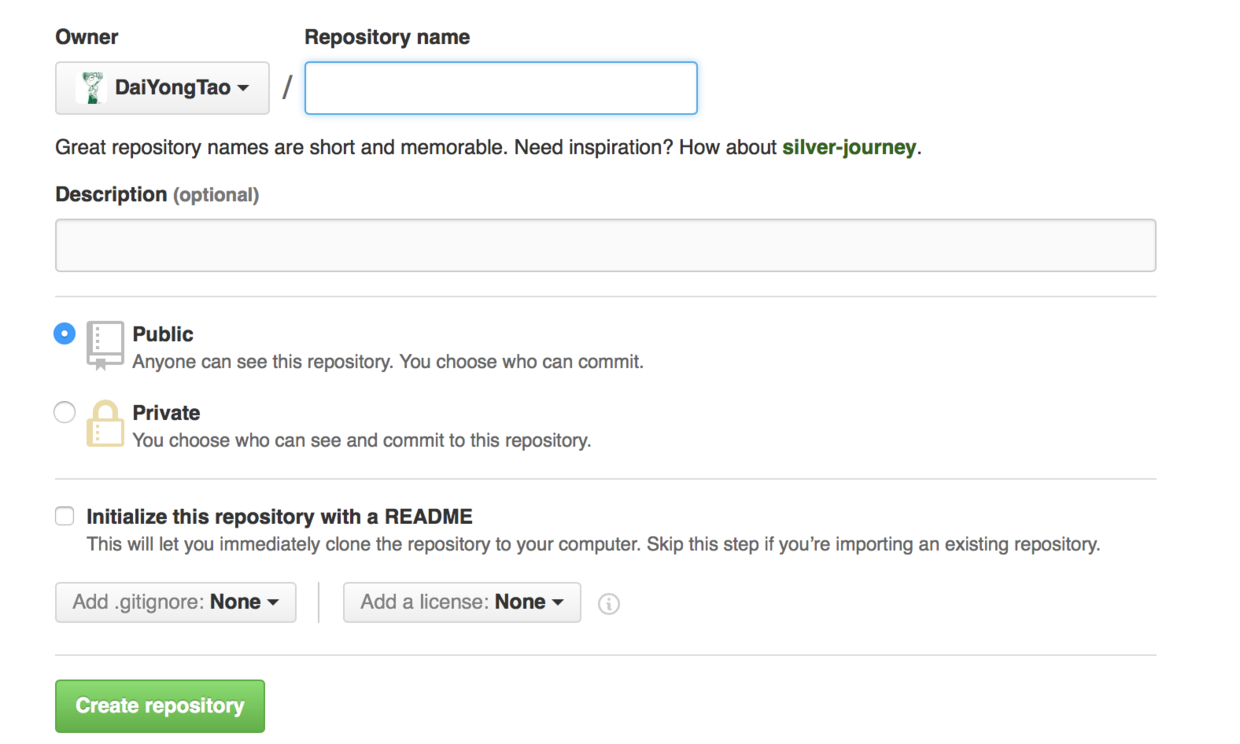 Owner
Repository name
DaiYongTao
/
Great repository names are short and memorable. Need inspiration? How about silver-journey.
Description (optional)
Public
Anyone can see this repository. You choose who can commit.
Private
You choose who can see and commit to this repository.
Initialize this repository with a README
This will let you immediately clone the repository to your computer. Skip this step if you’re importing an existing repository.
Add .gitignore: None
Add a license: None
Create repository